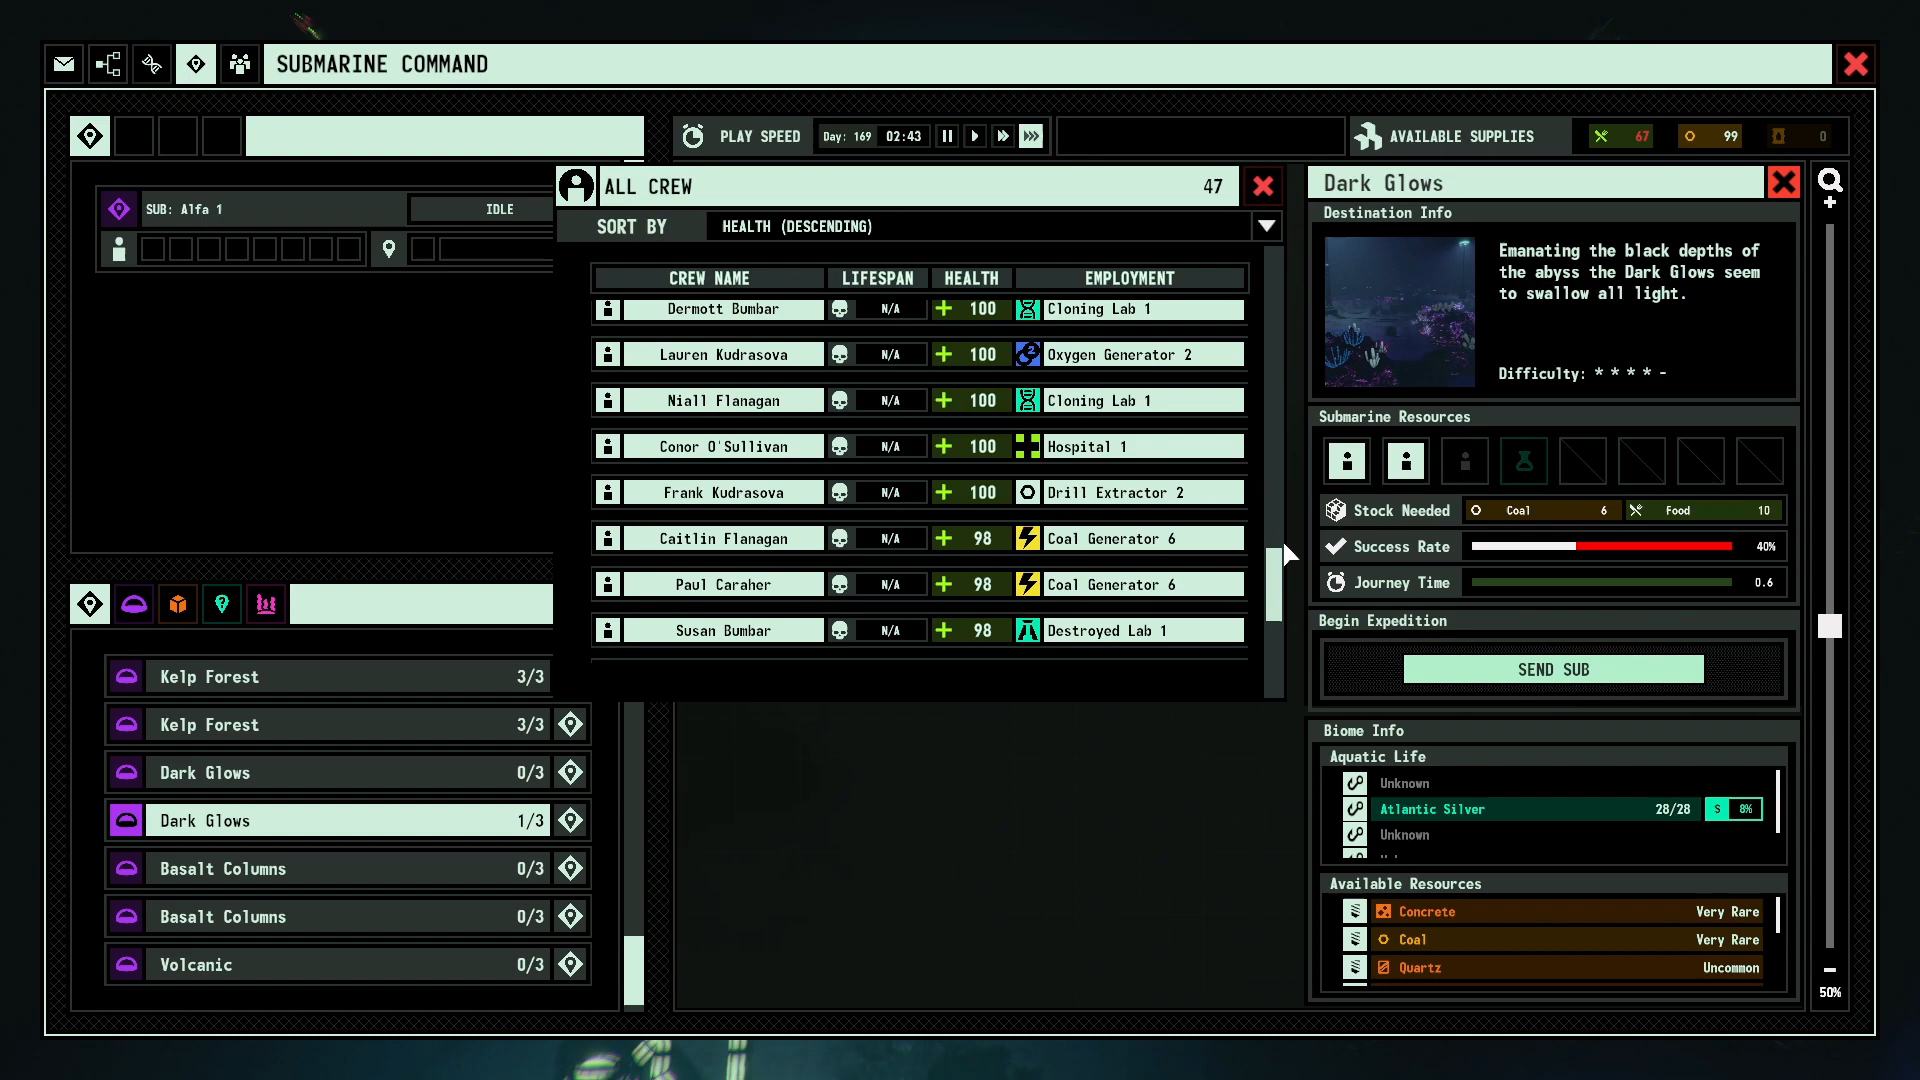 SUBMARINE COMMAND
PLAY SPEED
Day: 169 02:43
AVAILABLE SUPPLIES
67
99
0
SUB: Alfa 1
IDLE
ALL CREW 47
SORT BY HEALTH (DESCENDING)
CREW NAME LIFESPAN HEALTH EMPLOYMENT
Dermott Bumbar N/A 100 Cloning Lab 1
Lauren Kudrasova N/A 100 Oxygen Generator 2
Niall Flanagan N/A 100 Cloning Lab 1
Conor O'Sullivan N/A 100 Hospital 1
Frank Kudrasova N/A 100 Drill Extractor 2
Caitlin Flanagan N/A 98 Coal Generator 6
Paul Caraher N/A 98 Coal Generator 6
Susan Bumbar N/A 98 Destroyed Lab 1
Kelp Forest 3/3
Kelp Forest 3/3
Dark Glows 0/3
Dark Glows 1/3
Basalt Columns 0/3
Basalt Columns 0/3
Volcanic 0/3
Dark Glows
Destination Info
Emanating the black depths of
the abyss the Dark Glows seem
to swallow all light.
Difficulty: * * * * -
Submarine Resources
Stock Needed Coal 6 Food 10
Success Rate 40%
Journey Time 0.6
Begin Expedition
SEND SUB
Biome Info
Aquatic Life
Unknown
Atlantic Silver 28/28 S 8%
Unknown
Available Resources
Concrete Very Rare
Coal Very Rare
Quartz Uncommon
50%